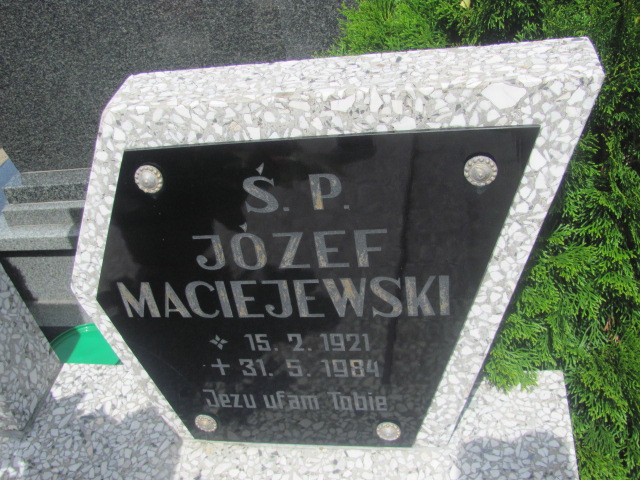 Ś. P.
JÓZEF
MACIEJEWSKI
* 15. 2. 1921
+ 31. 5. 1984
Jezu ufam Tobie